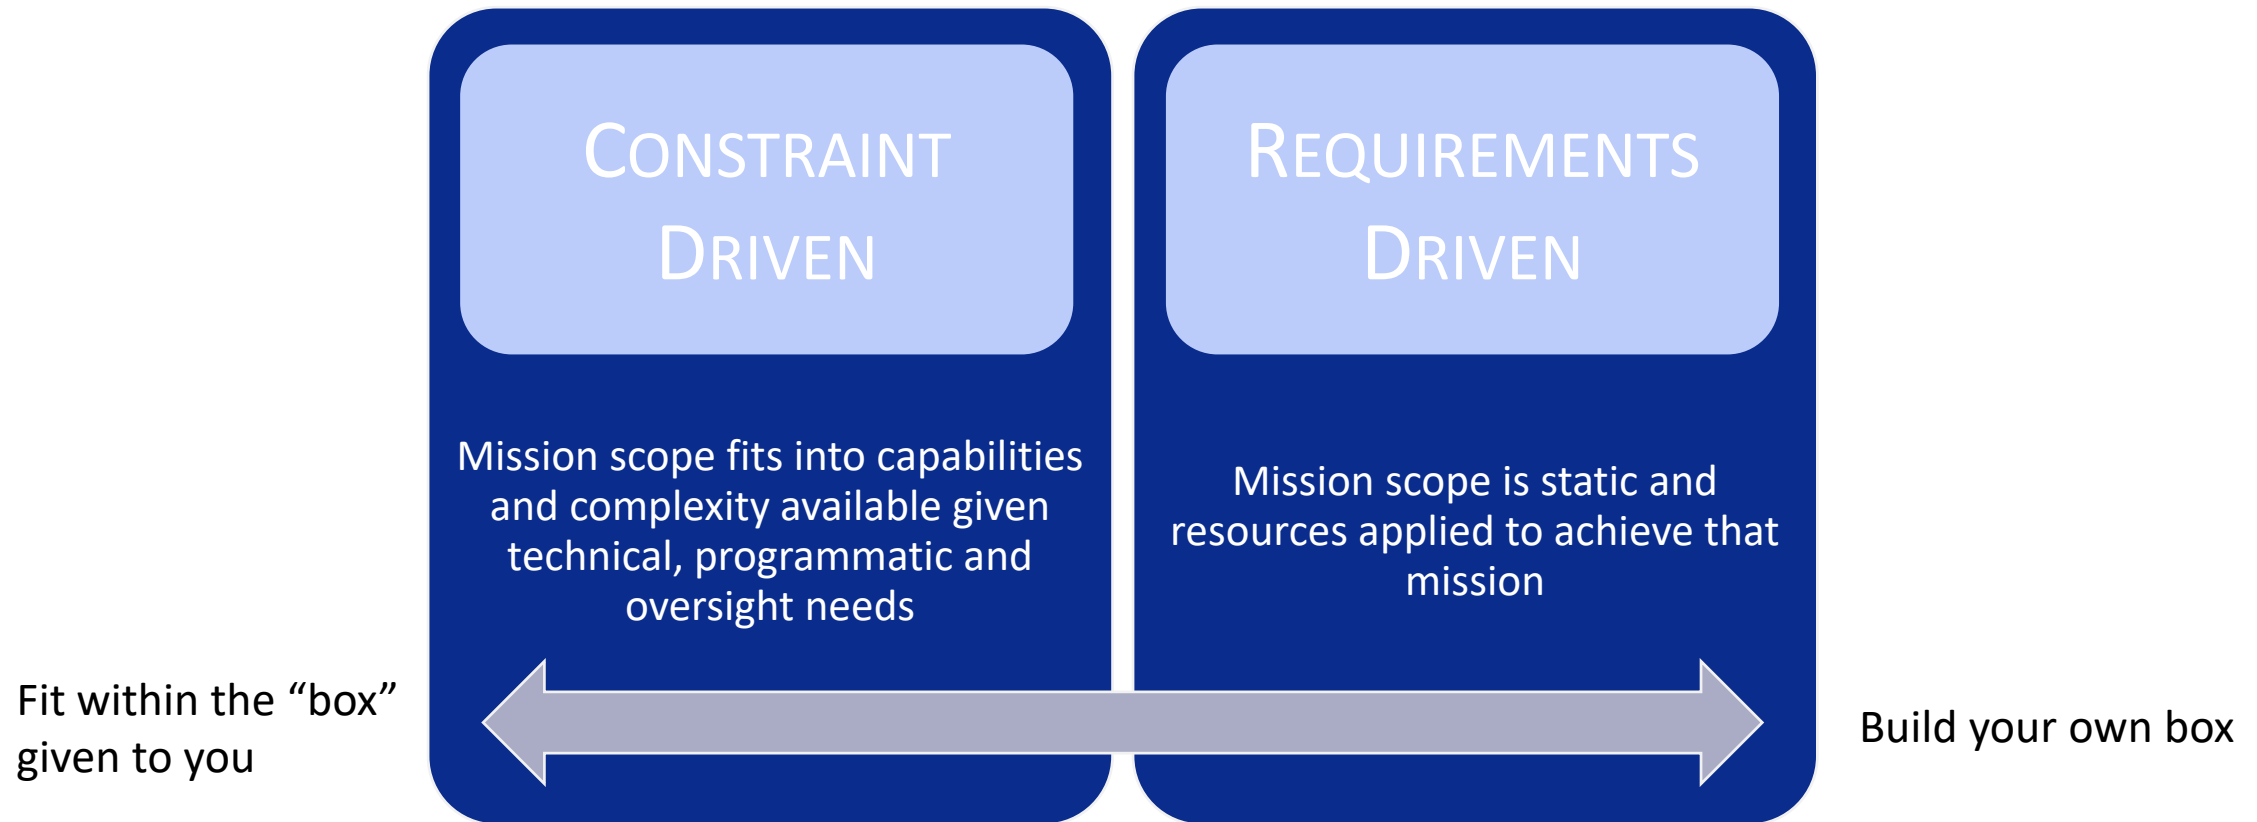 CONSTRAINT
DRIVEN
Mission scope fits into capabilities
and complexity available given
technical, programmatic and
oversight needs
REQUIREMENTS
DRIVEN
Mission scope is static and
resources applied to achieve that
mission
Fit within the “box”
given to you
Build your own box